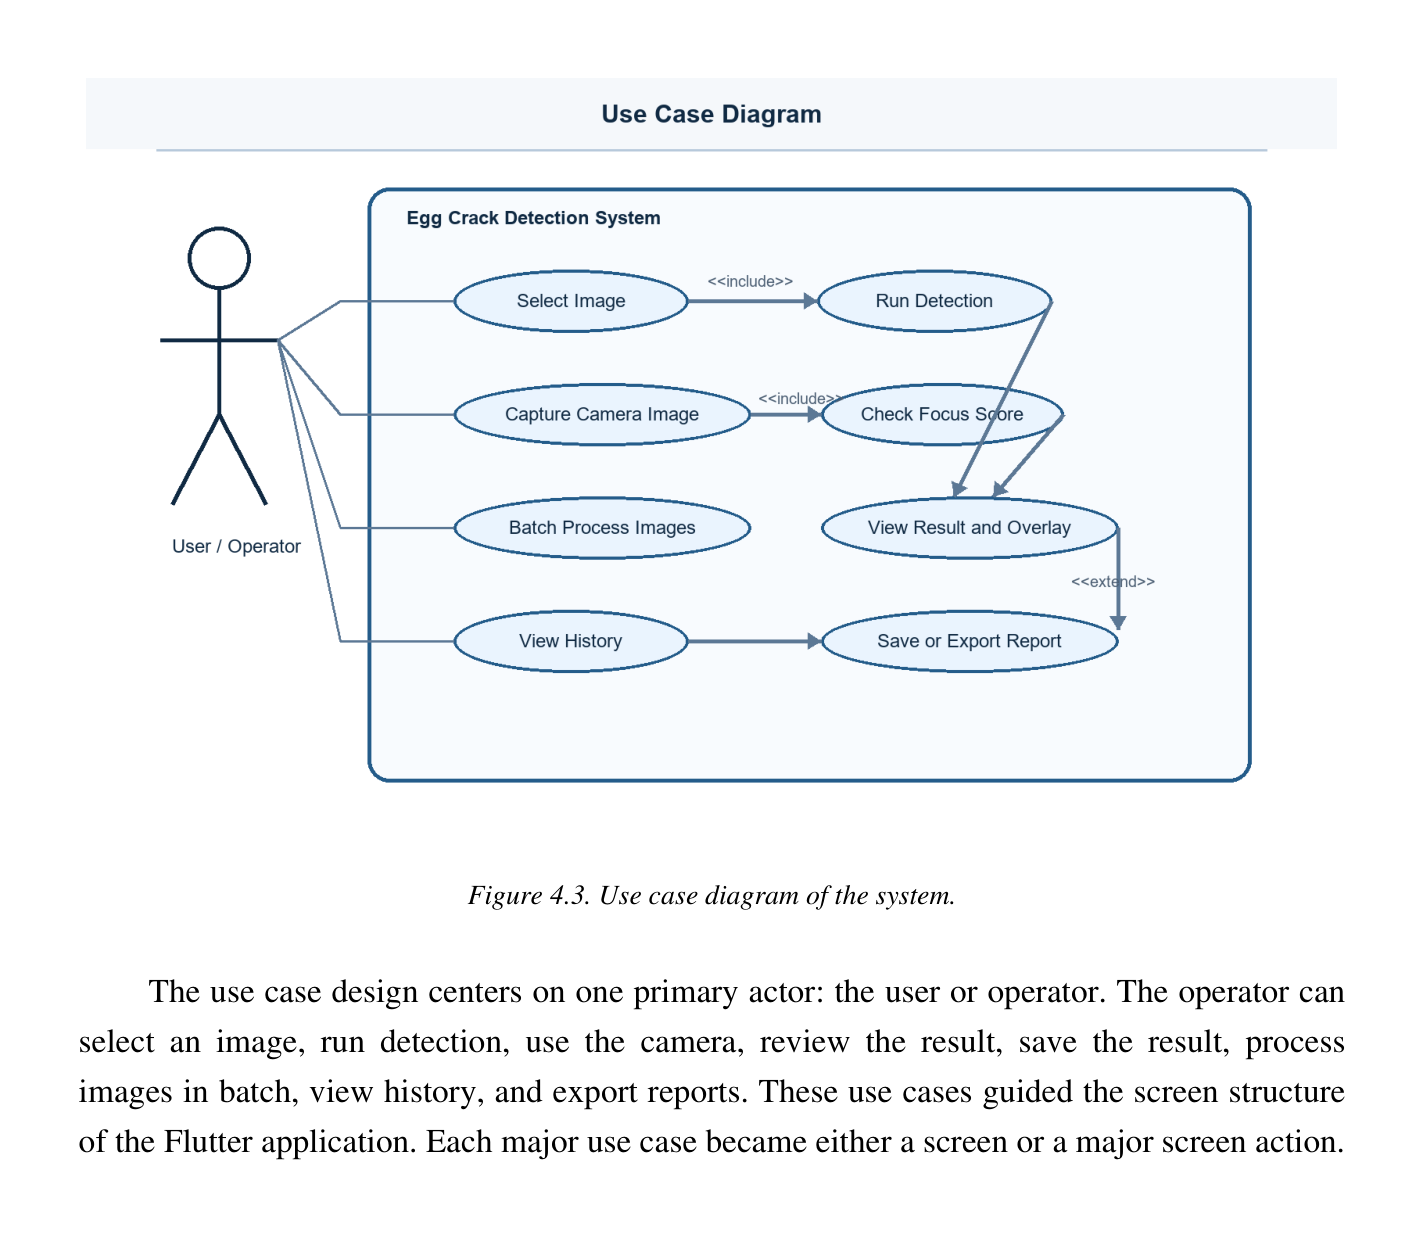 Use Case Diagram
Egg Crack Detection System
<<include>>
Select Image
Run Detection
<<include>>
Capture Camera Image
Check Focus Score
Batch Process Images
View Result and Overlay
User / Operator
<<extend>>
View History
Save or Export Report
Figure 4.3. Use case diagram of the system.
The use case design centers on one primary actor: the user or operator. The operator can
select an image, run detection, use the camera, review the result, save the result, process
images in batch, view history, and export reports. These use cases guided the screen structure
of the Flutter application. Each major use case became either a screen or a major screen action.